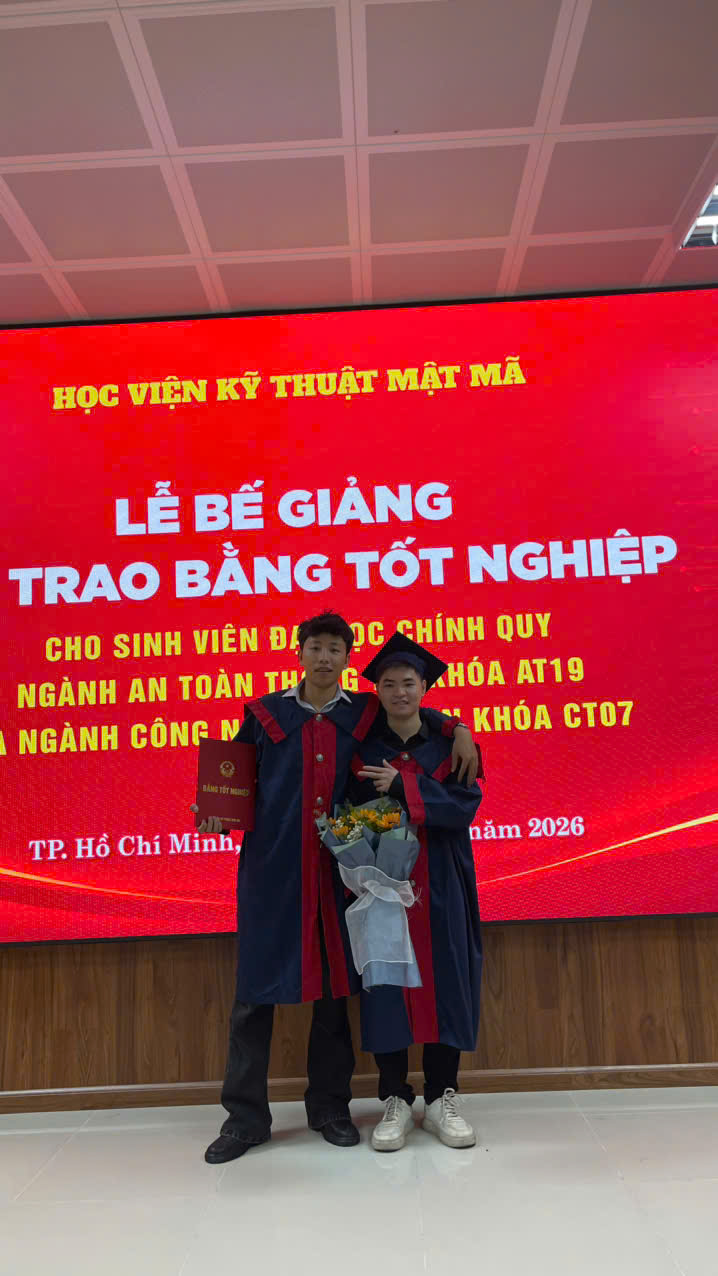 HỌC VIỆN KỸ THUẬT MẬT MÃ
LỄ BẾ GIẢNG
TRAO BẰNG TỐT NGHIỆP
CHO SINH VIÊN ĐẠI HỌC CHÍNH QUY
NGÀNH AN TOÀN THÔNG KHÓA AT19
NGÀNH CÔNG KHÓA CT07
BẰNG TỐT NGHIỆP
TP. Hồ Chí Minh, năm 2026